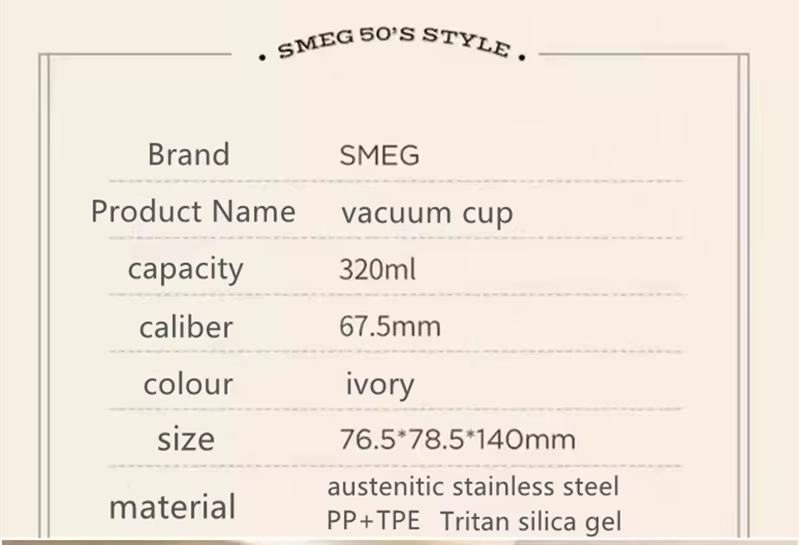 SMEG 50'S STYLE
Brand SMEG
Product Name vacuum cup
capacity 320ml
caliber 67.5mm
colour ivory
size 76.5*78.5*140mm
material austenitic stainless steel
PP+TPE Tritan silica gel